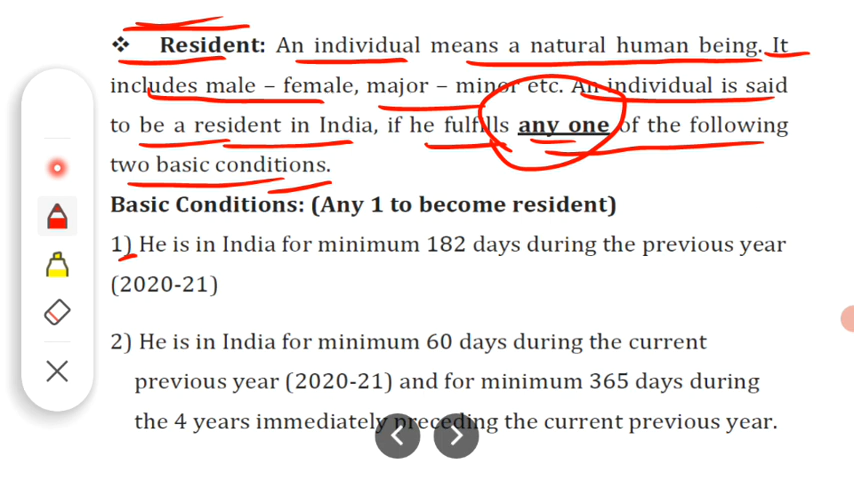 ❖ Resident: An individual means a natural human being. It
includes male – female, major – minor etc. An individual is said
to be a resident in India, if he fulfills any one of the following
two basic conditions.
Basic Conditions: (Any 1 to become resident)
1) He is in India for minimum 182 days during the previous year
(2020-21)
2) He is in India for minimum 60 days during the current
previous year (2020-21) and for minimum 365 days during
the 4 years immediately preceding the current previous year.